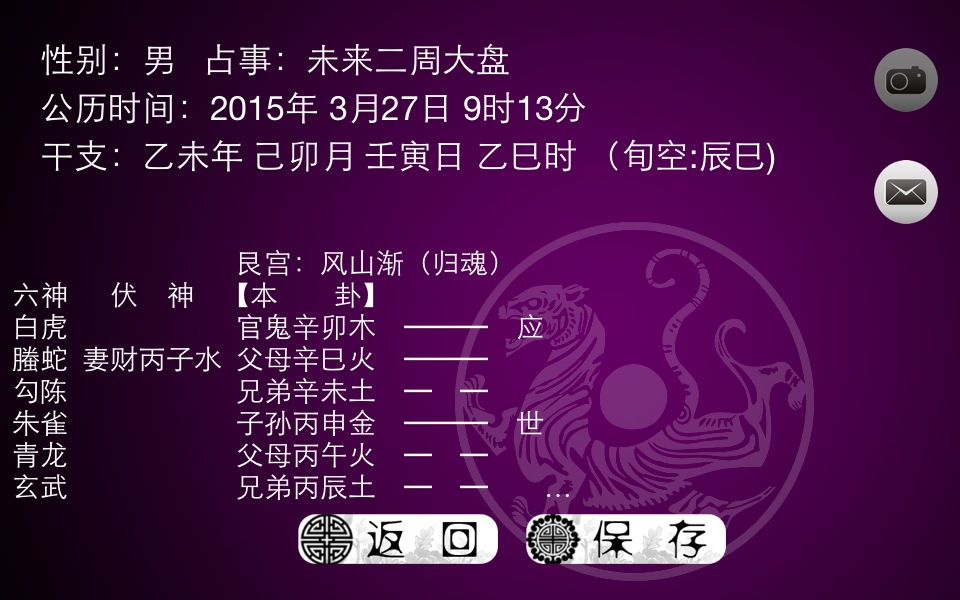 性别：男 占事：未来二周大盘
公历时间：2015年 3月27日 9时13分
干支：乙未年 己卯月 壬寅日 乙巳时 （旬空:辰巳)
艮宫：风山渐（归魂）
六神 伏 神 【本 卦】
白虎 官鬼辛卯木 应
螣蛇 妻财丙子水 父母辛巳火
勾陈 兄弟辛未土
朱雀 子孙丙申金 世
青龙 父母丙午火
玄武 兄弟丙辰土 ...
返回 保存